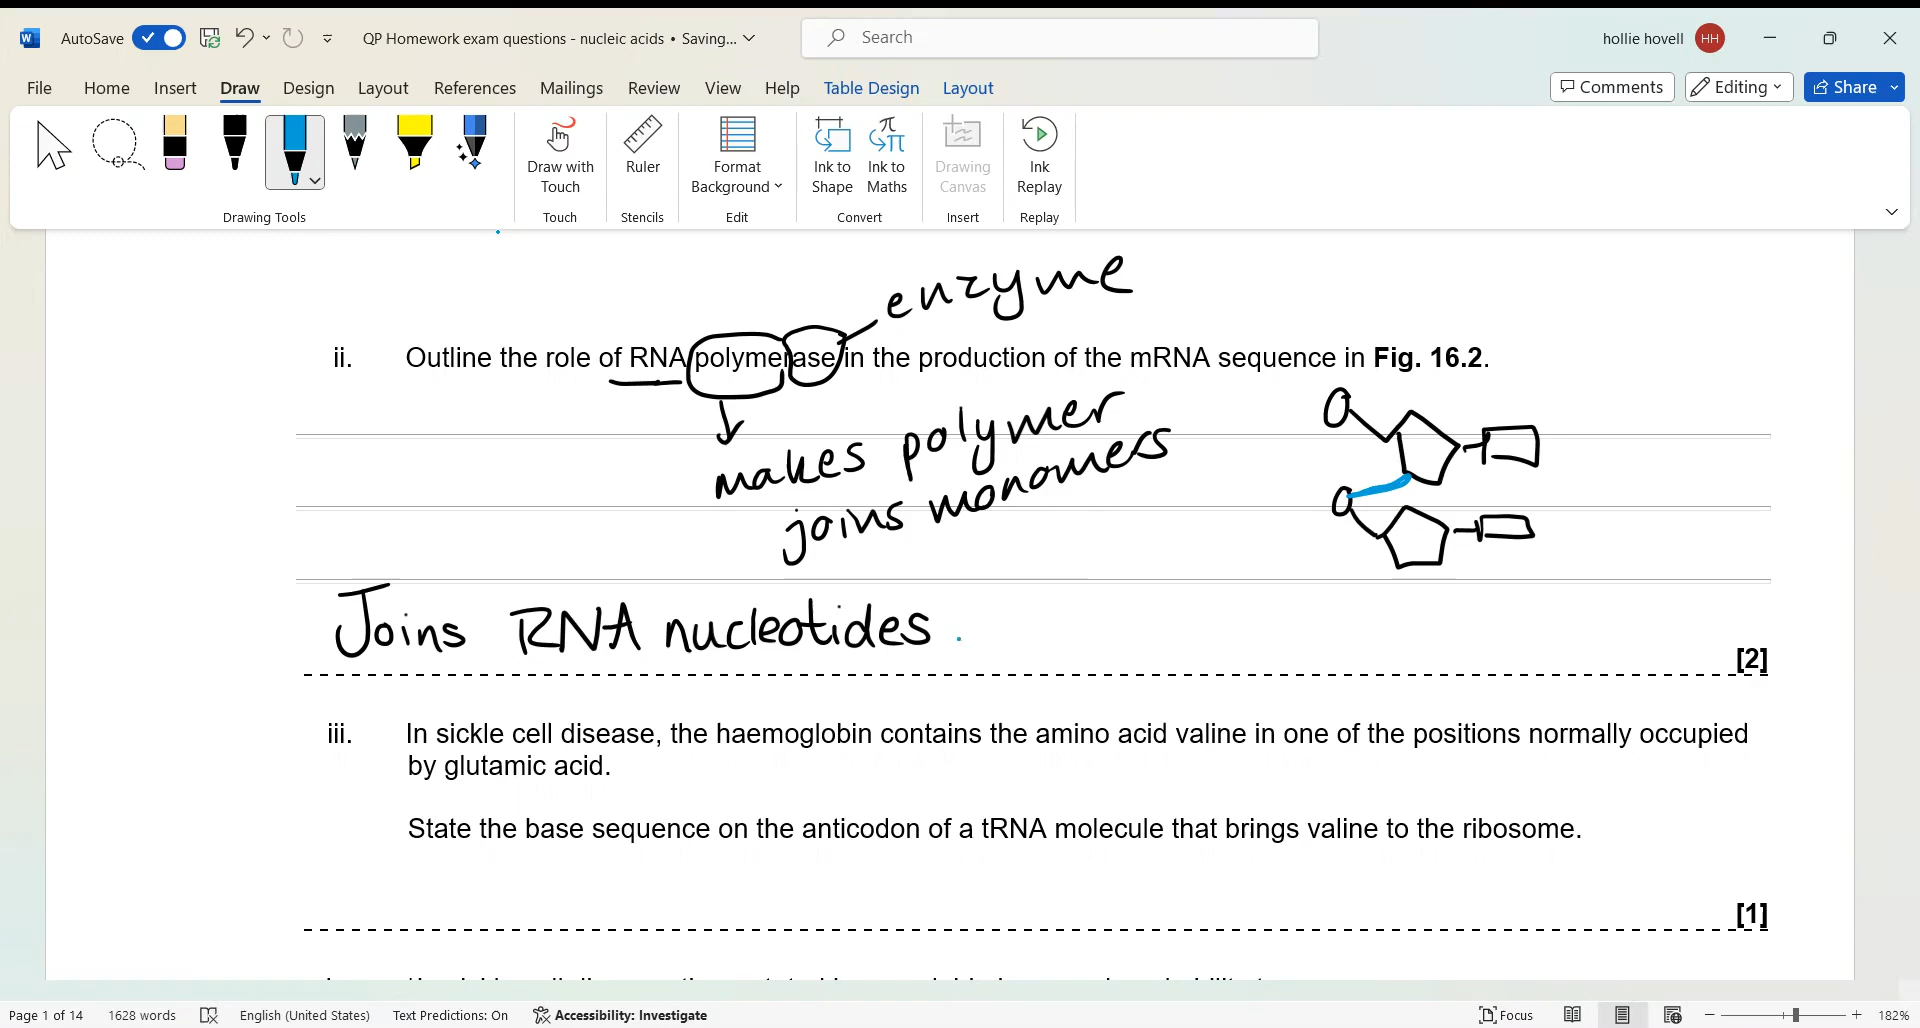 AutoSave
QP Homework exam questions - nucleic acids • Saving...
Search
hollie hovell
HH
File Home Insert Draw Design Layout References Mailings Review View Help Table Design Layout
Comments Editing Share
Draw with Touch
Ruler
Format Background
Ink to Shape
Ink to Maths
Drawing Canvas
Ink Replay
Drawing Tools Touch Stencils Edit Convert Insert Replay
enzyme
ii. Outline the role of RNA polymerase in the production of the mRNA sequence in Fig. 16.2.
makes polymer
joins monomers
Joins RNA nucleotides
[2]
iii. In sickle cell disease, the haemoglobin contains the amino acid valine in one of the positions normally occupied
by glutamic acid.
State the base sequence on the anticodon of a tRNA molecule that brings valine to the ribosome.
[1]
Page 1 of 14 1628 words English (United States) Text Predictions: On Accessibility: Investigate Focus 182%